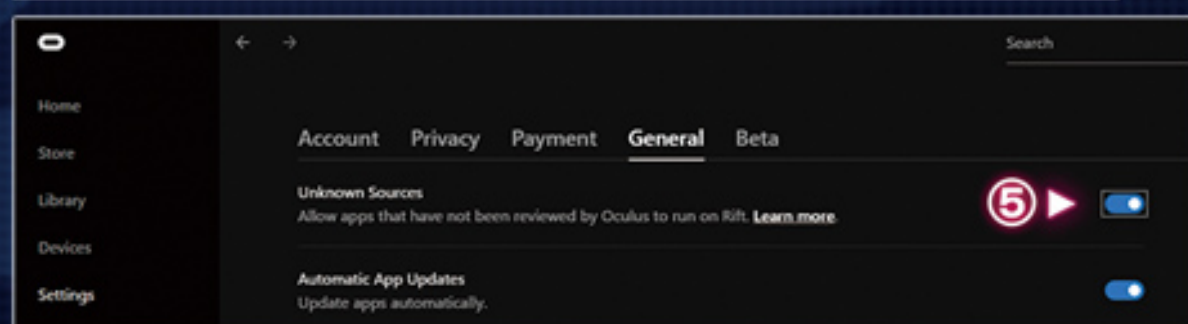 Search
Home
Store
Library
Devices
Settings
Account Privacy Payment General Beta
Unknown Sources
Allow apps that have not been reviewed by Oculus to run on Rift. Learn more.
⑤
Automatic App Updates
Update apps automatically.